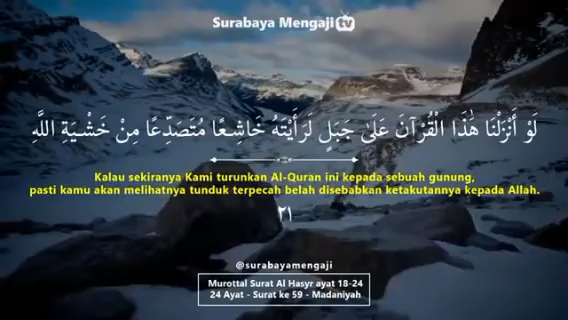 Surabaya Mengaji tv
لَوْ أَنْزَلْنَا هَٰذَا الْقُرْآنَ عَلَىٰ جَبَلٍ لَرَأَيْتَهُ خَاشِعًا مُتَصَدِّعًا مِنْ خَشْيَةِ اللَّهِ
Kalau sekiranya Kami turunkan Al-Quran ini kepada sebuah gunung,
pasti kamu akan melihatnya tunduk terpecah belah disebabkan ketakutannya kepada Allah.
٢١
@surabayamengaji
Murottal Surat Al Hasyr ayat 18-24
24 Ayat - Surat ke 59 - Madaniyah